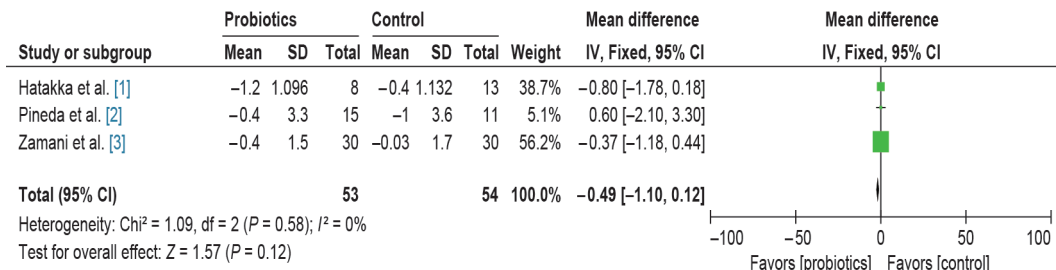 Probiotics Control Mean difference Mean difference
Study or subgroup Mean SD Total Mean SD Total Weight IV, Fixed, 95% CI IV, Fixed, 95% CI
Hatakka et al. [1] −1.2 1.096 8 −0.4 1.132 13 38.7% −0.80 [−1.78, 0.18]
Pineda et al. [2] −0.4 3.3 15 −1 3.6 11 5.1% 0.60 [−2.10, 3.30]
Zamani et al. [3] −0.4 1.5 30 −0.03 1.7 30 56.2% −0.37 [−1.18, 0.44]
Total (95% CI) 53 54 100.0% −0.49 [−1.10, 0.12]
Heterogeneity: Chi² = 1.09, df = 2 (P = 0.58); I² = 0%
Test for overall effect: Z = 1.57 (P = 0.12)
−100 −50 0 50 100
Favors [probiotics] Favors [control]